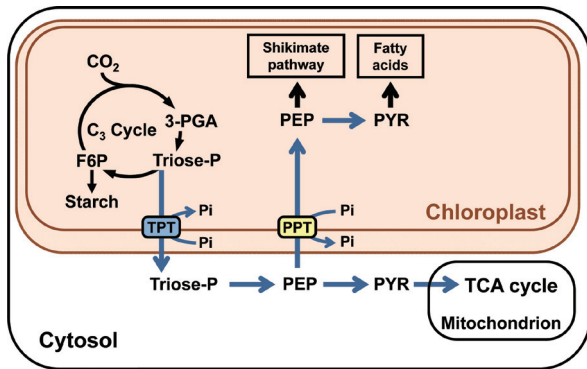 Shikimate
pathway
Fatty
acids
CO₂
3-PGA
C₃ Cycle
PEP
PYR
F6P
Triose-P
Starch
Pi
Pi
Chloroplast
TPT
PPT
Pi
Pi
Triose-P
PEP
PYR
TCA cycle
Mitochondrion
Cytosol